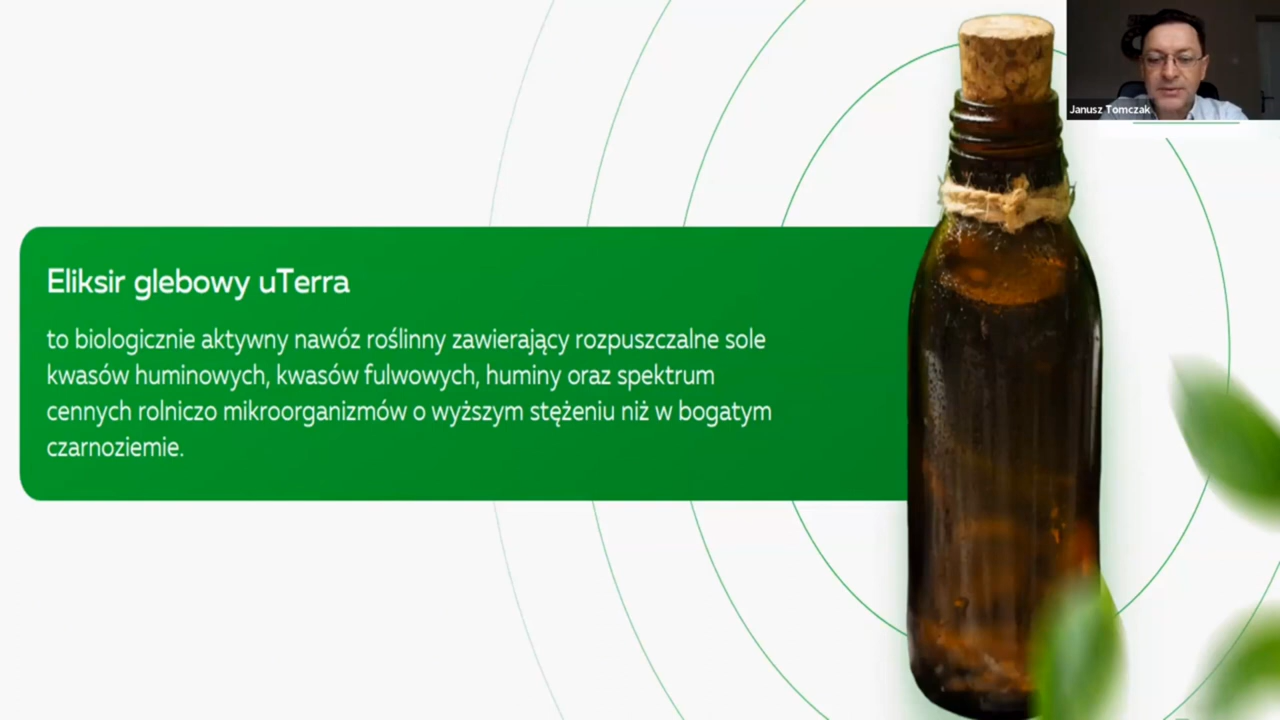 Janusz Tomczak
Eliksir glebowy uTerra
to biologicznie aktywny nawóz roślinny zawierający rozpuszczalne sole
kwasów huminowych, kwasów fulwowych, huminy oraz spektrum
cennych rolniczo mikroorganizmów o wyższym stężeniu niż w bogatym
czarnoziemie.